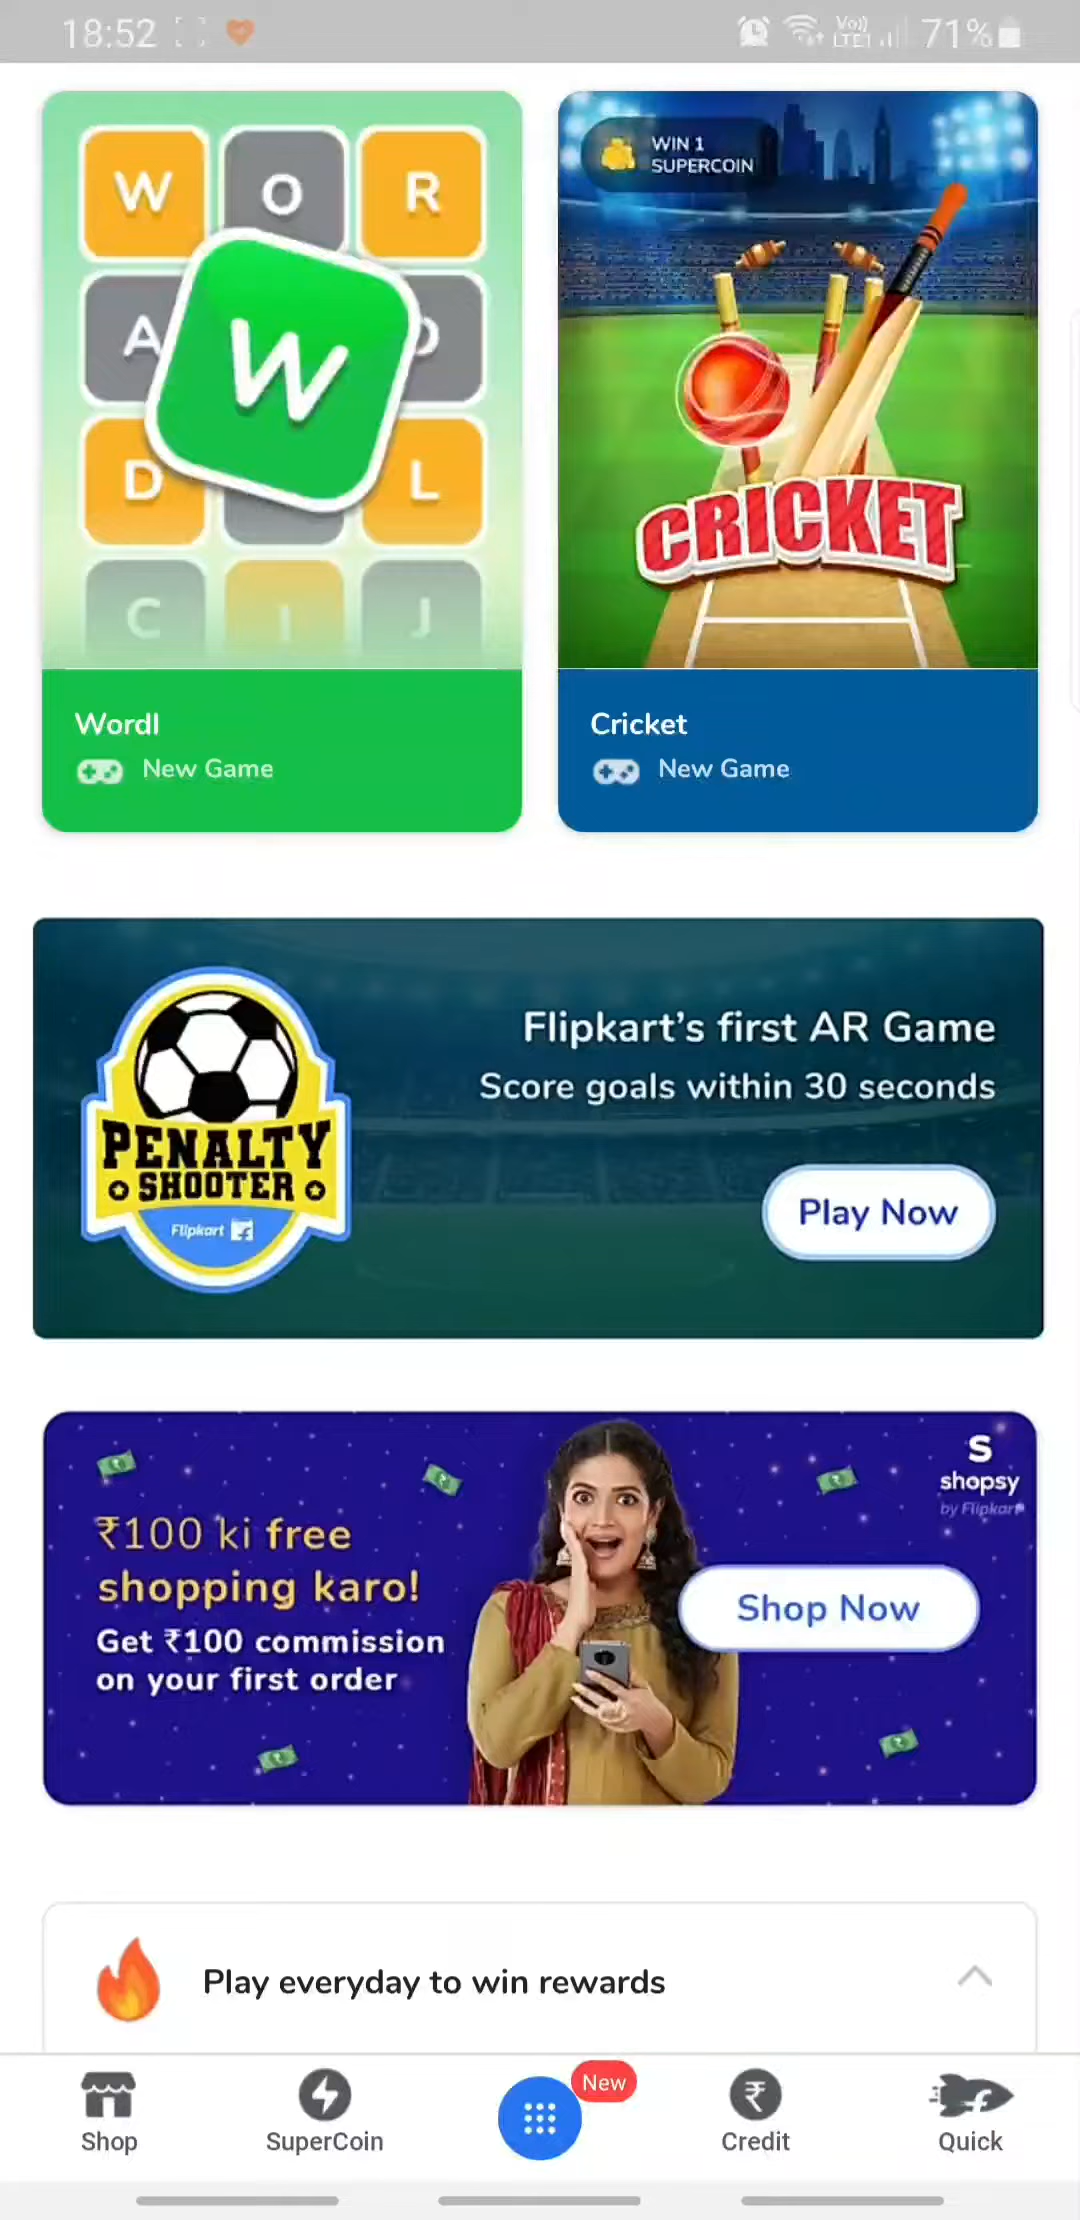 18:52
Vo))
LTE1
71%
W O R
A
D L
C I J
W
WIN 1
SUPERCOIN
CRICKET
Wordl
New Game
Cricket
New Game
Flipkart's first AR Game
Score goals within 30 seconds
PENALTY
SHOOTER
Flipkart
Play Now
S
shopsy
by Flipkart
₹100 ki free
shopping karo!
Get ₹100 commission
on your first order
Shop Now
Play everyday to win rewards
New
Shop
SuperCoin
Credit
Quick